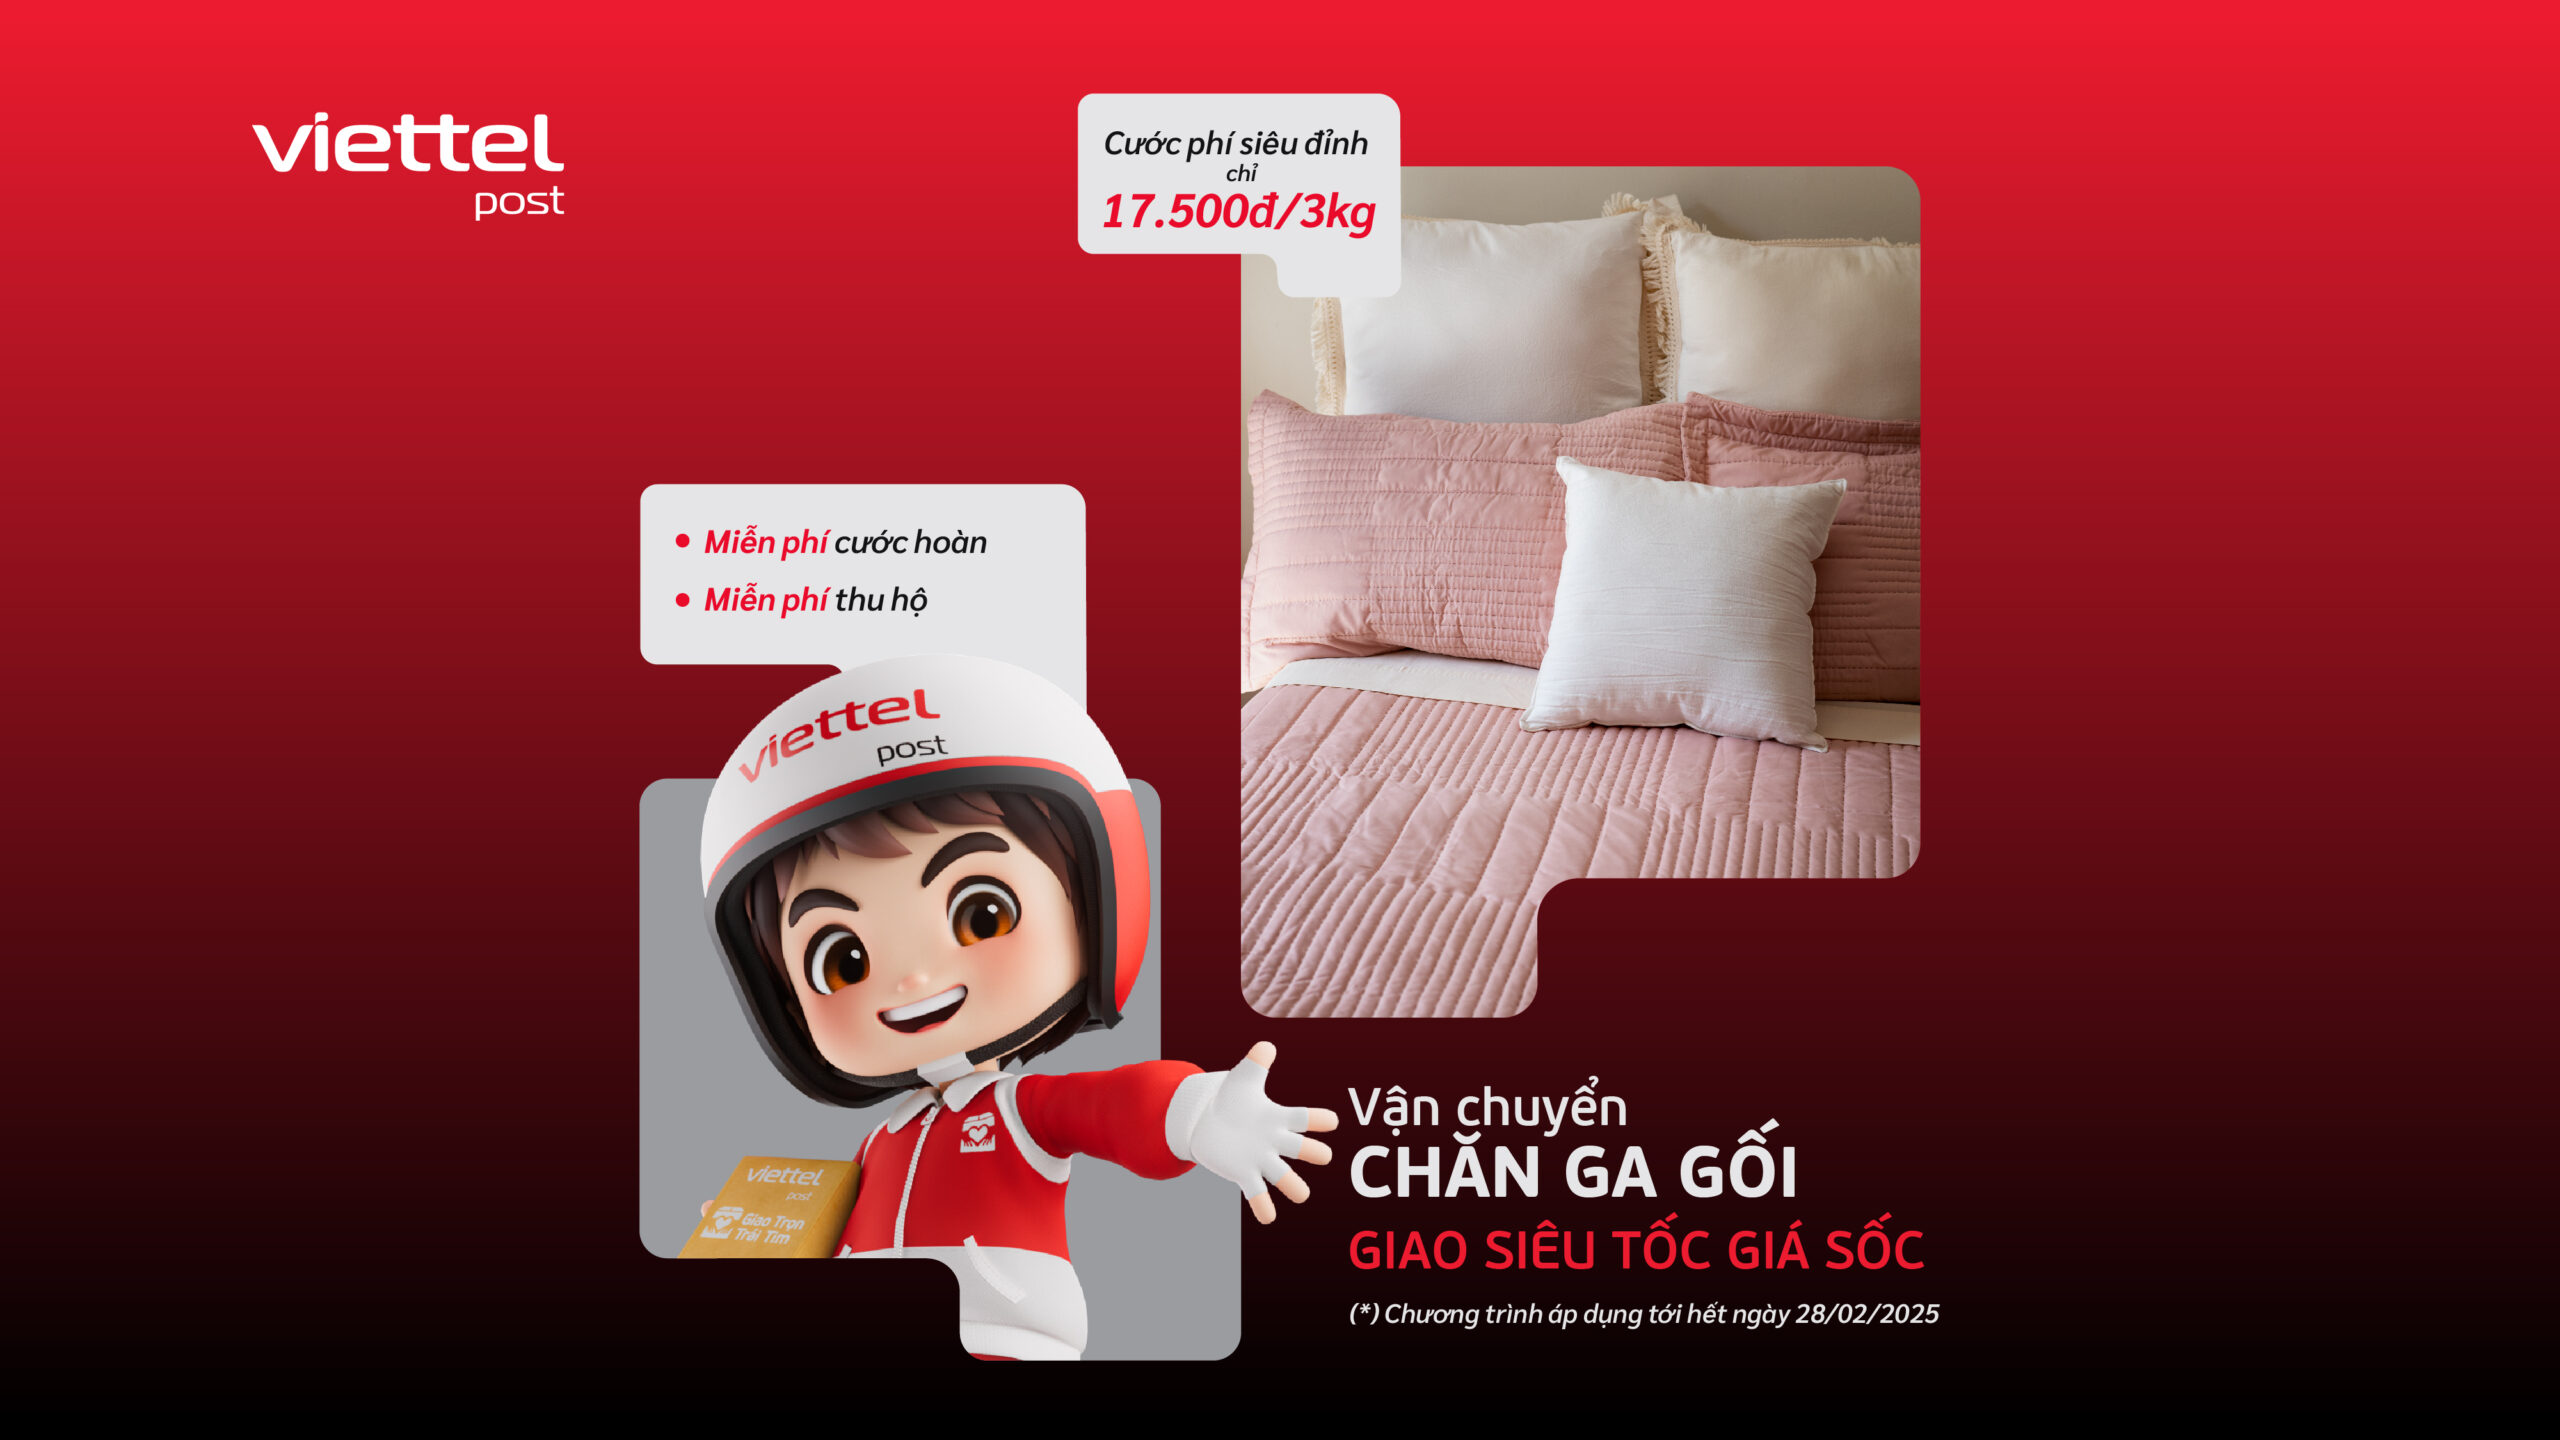 viettel
post
Cước phí siêu đỉnh
chỉ
17.500đ/3kg
• Miễn phí cước hoàn
• Miễn phí thu hộ
viettel
post
viettel
post
Giao Trọn
Trái Tim
Vận chuyển
CHĂN GA GỐI
GIAO SIÊU TỐC GIÁ SỐC
(*) Chương trình áp dụng tới hết ngày 28/02/2025